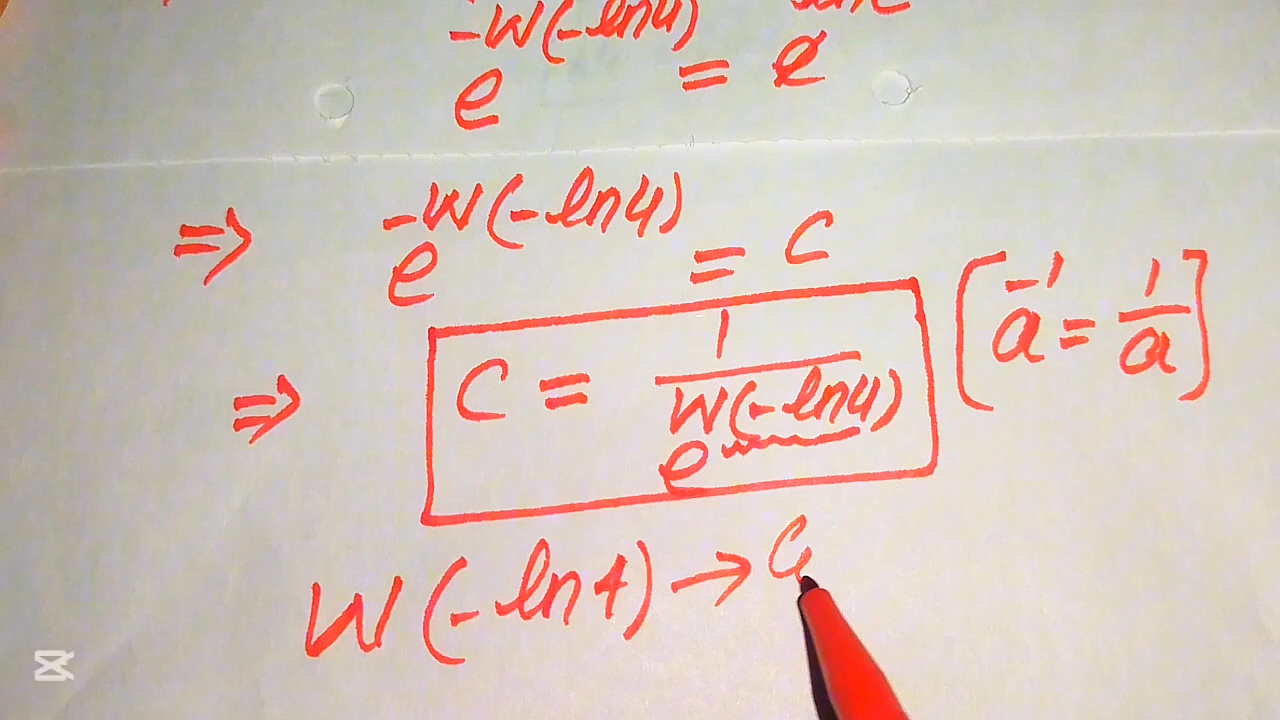 e^{-W(-ln4)} = e
=> e^{-W(-ln4)} = C
=> C = 1/e^{W(-ln4)} [a^{-1} = 1/a]
W(-ln4) → C